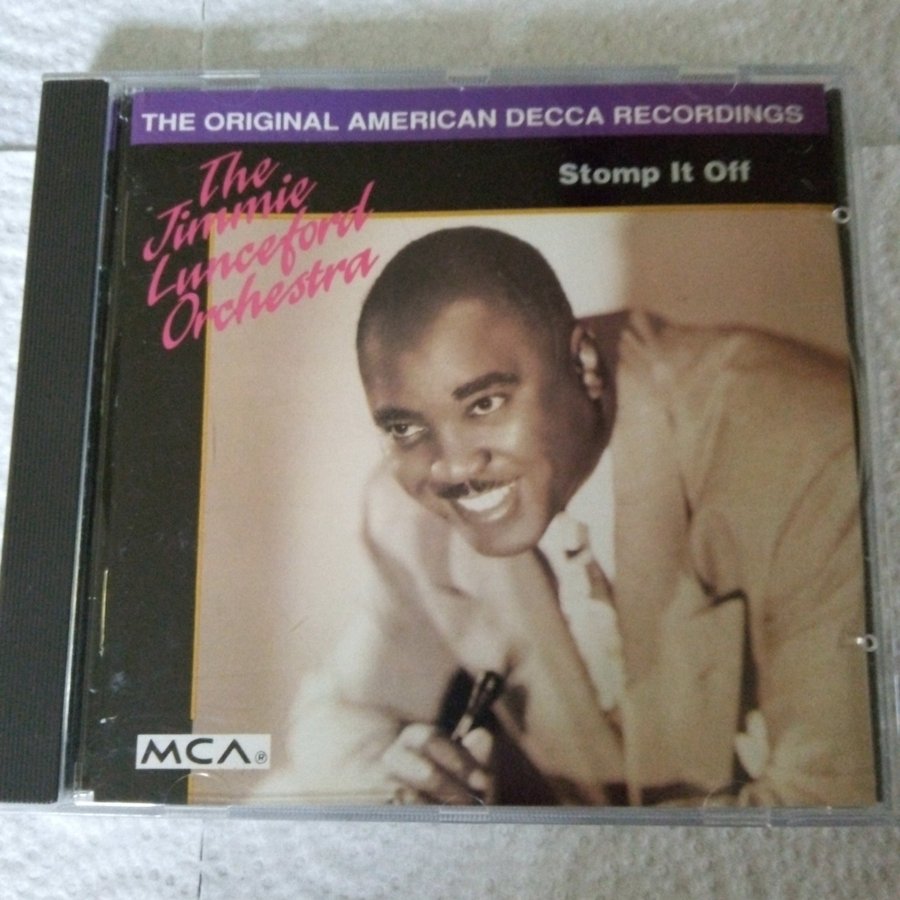 THE ORIGINAL AMERICAN DECCA RECORDINGS
The
Jimmie
Lunceford
Orchestra
Stomp It Off
MCA®